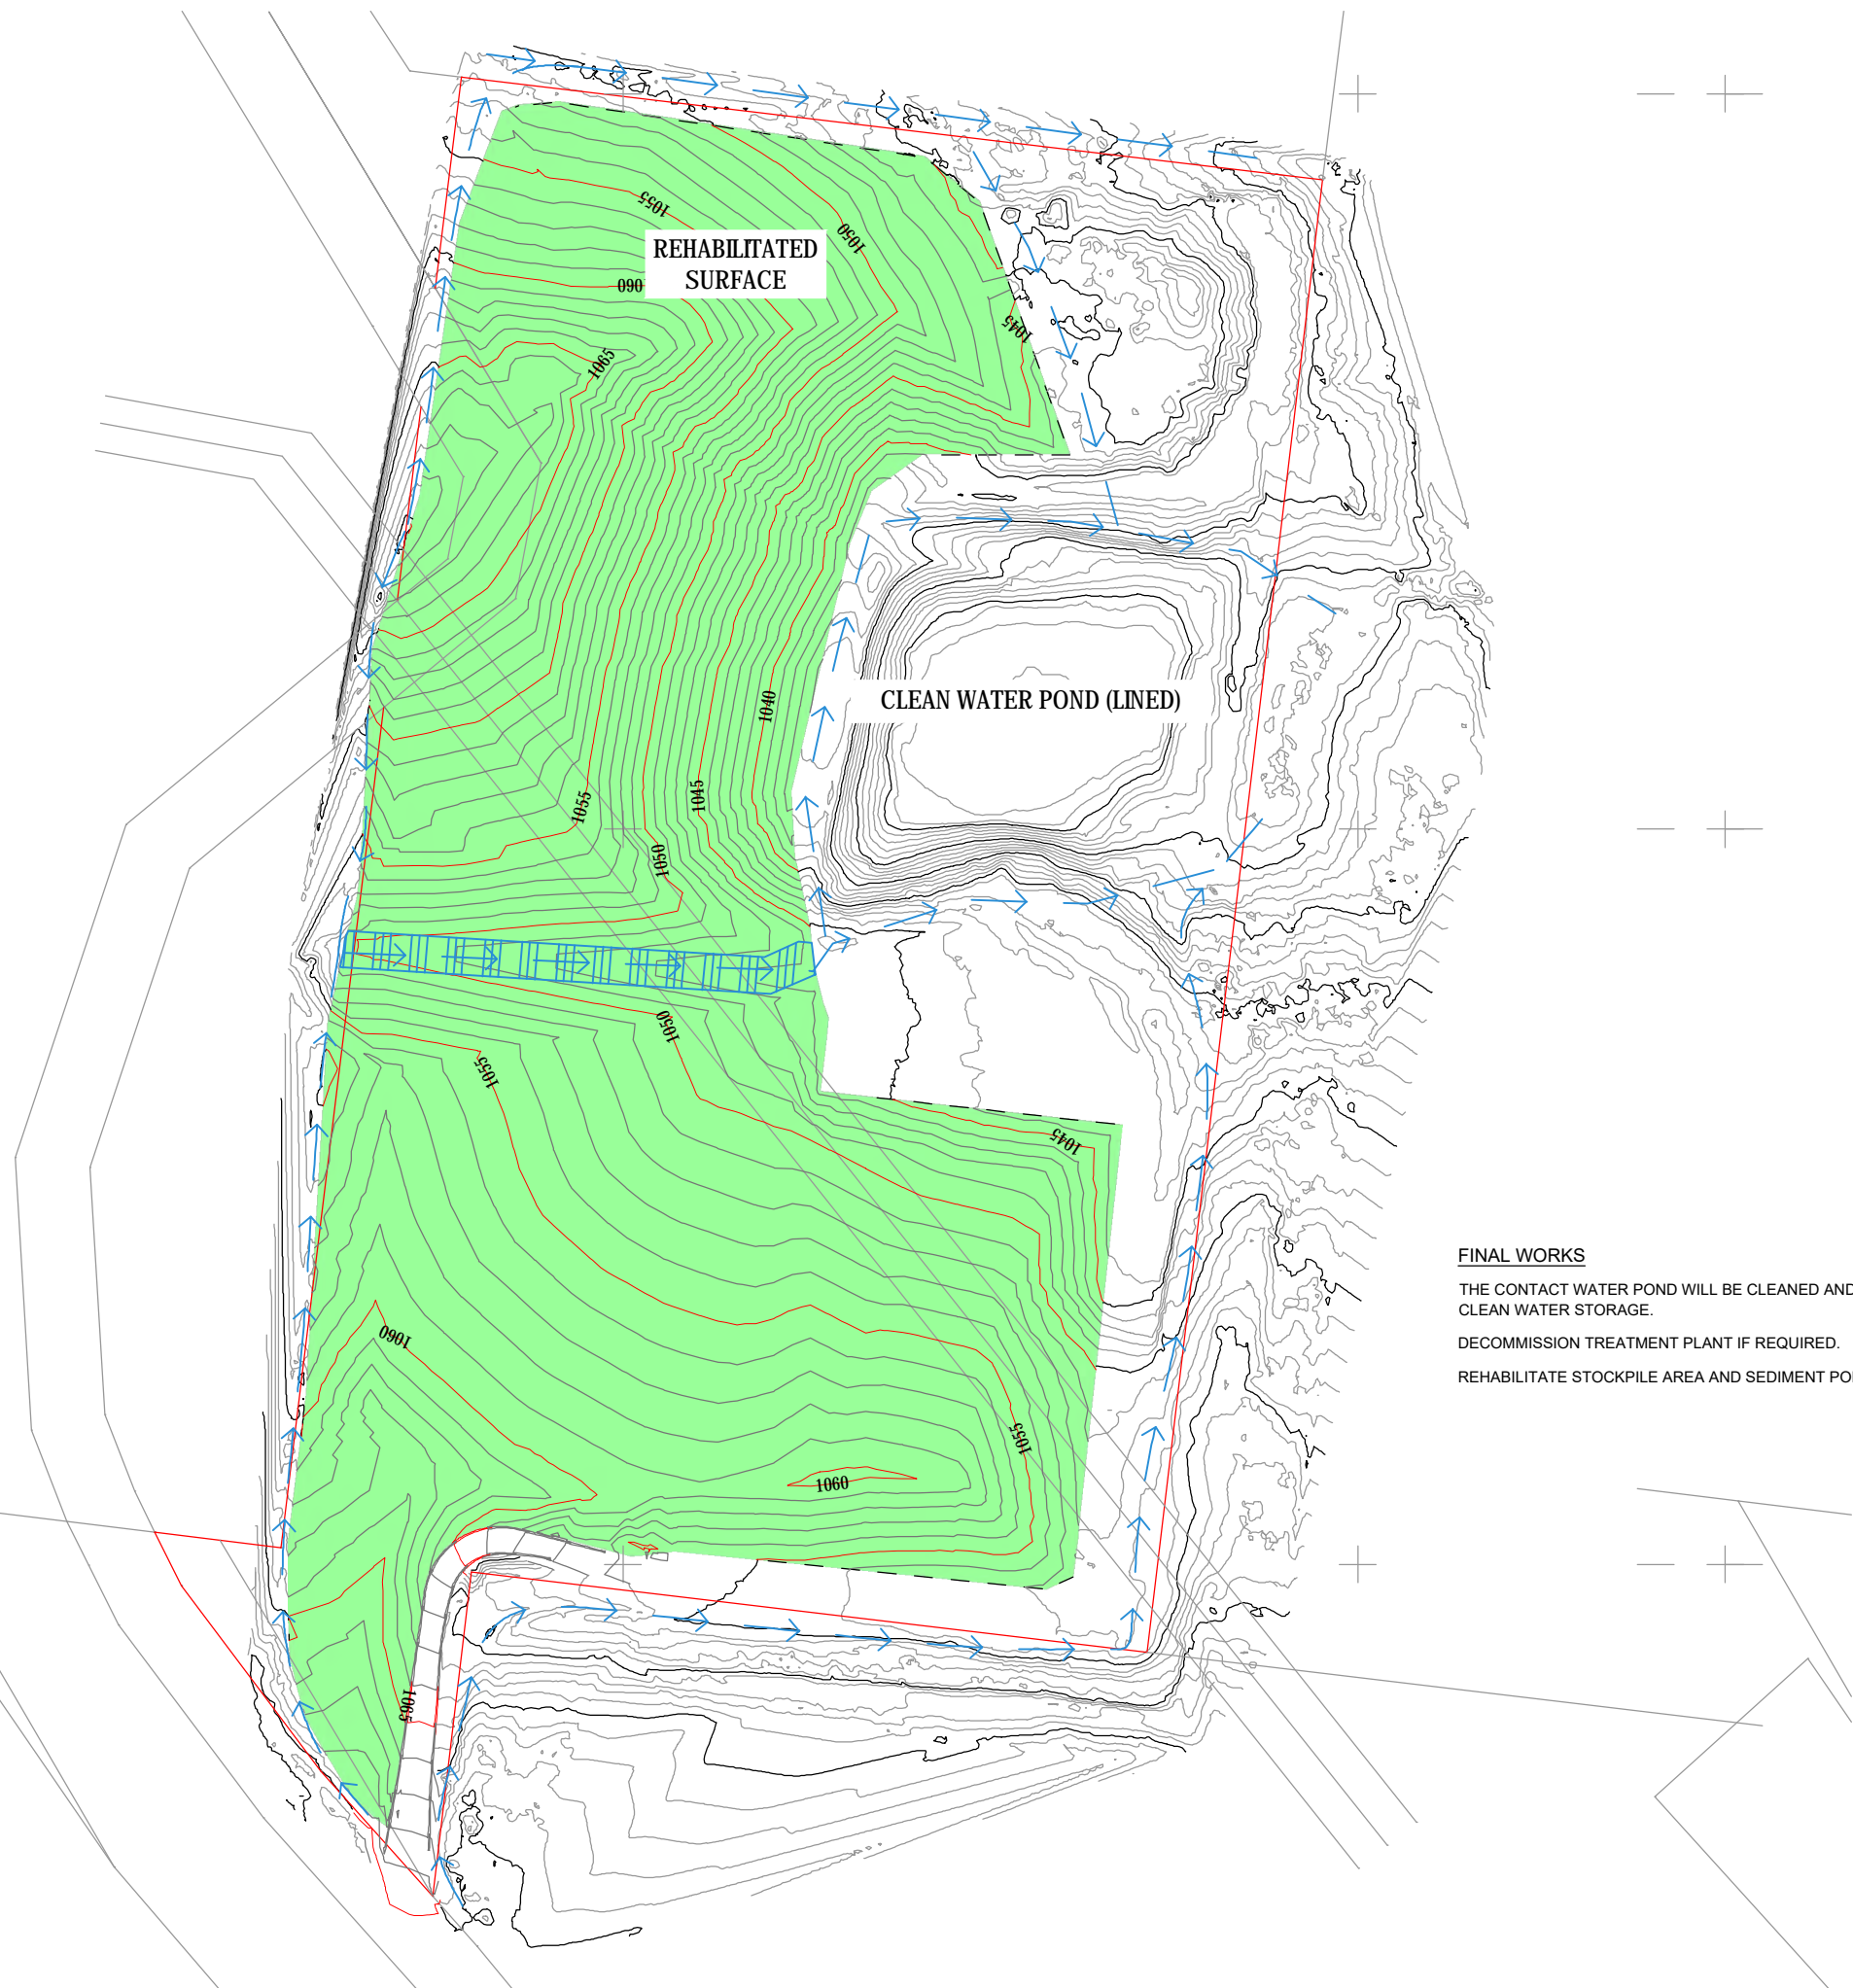 1055
1050
REHABILITATED
SURFACE
060
1045
1065
CLEAN WATER POND (LINED)
1040
1045
1055
1050
1050
1055
1045
1060
1055
1060
1065
FINAL WORKS
THE CONTACT WATER POND WILL BE CLEANED AND
CLEAN WATER STORAGE.
DECOMMISSION TREATMENT PLANT IF REQUIRED.
REHABILITATE STOCKPILE AREA AND SEDIMENT